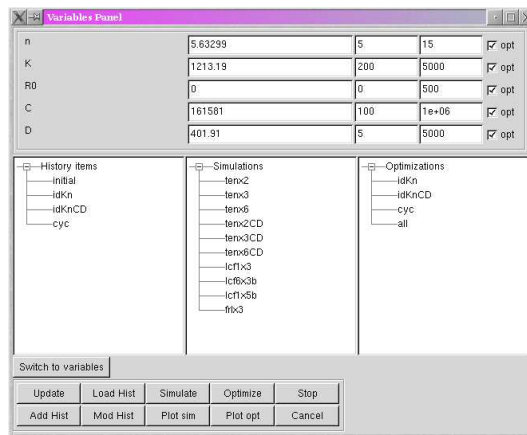 Variables Panel
n 5.63299 5 15 opt
K 1213.19 200 5000 opt
R0 0 0 500 opt
C 161581 100 1e+06 opt
D 401.91 5 5000 opt
History items Simulations Optimizations
initial tenx2 idKn
idKn tenx3 idKnCD
idKnCD tenx6 cyc
cyc tenx2CD all
tenx3CD
tenx6CD
lcf1x3
lcf6x3b
lcf1x5b
frlx3
Switch to variables
Update Load Hist Simulate Optimize Stop
Add Hist Mod Hist Plot sim Plot opt Cancel